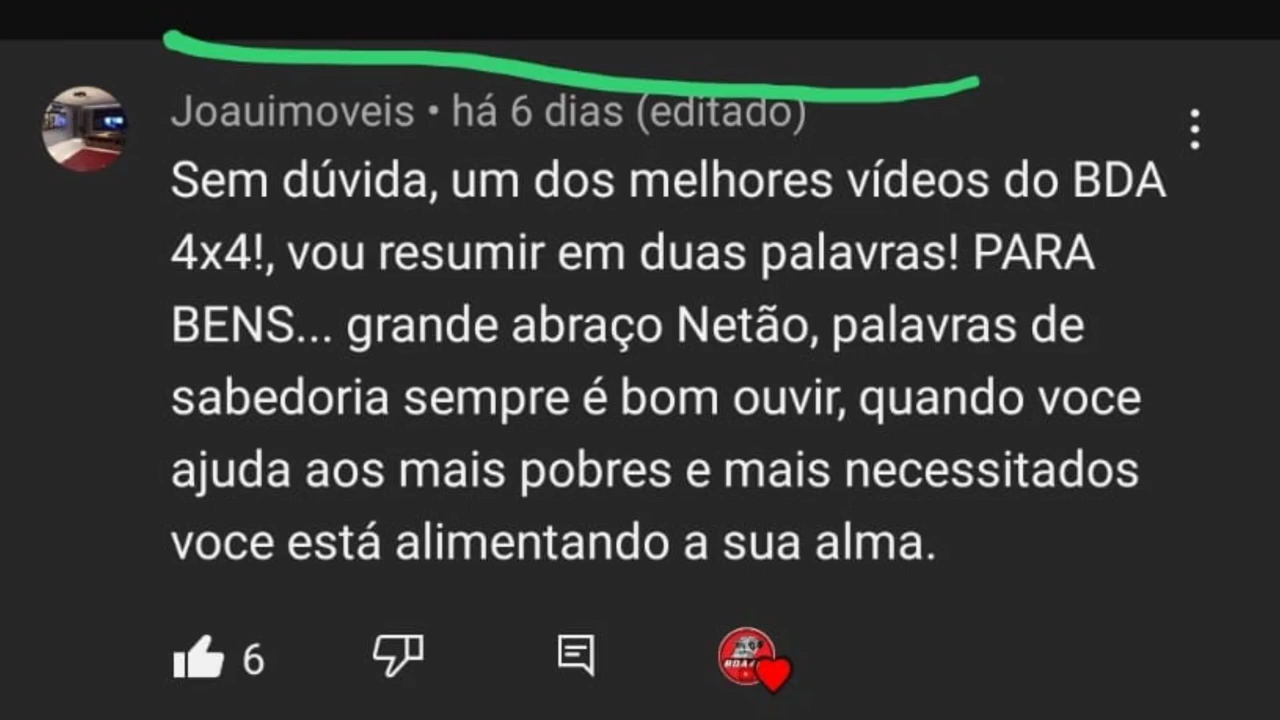 Joauimoveis • há 6 dias (editado)
Sem dúvida, um dos melhores vídeos do BDA
4x4!, vou resumir em duas palavras! PARA
BENS... grande abraço Netão, palavras de
sabedoria sempre é bom ouvir, quando voce
ajuda aos mais pobres e mais necessitados
voce está alimentando a sua alma.
6